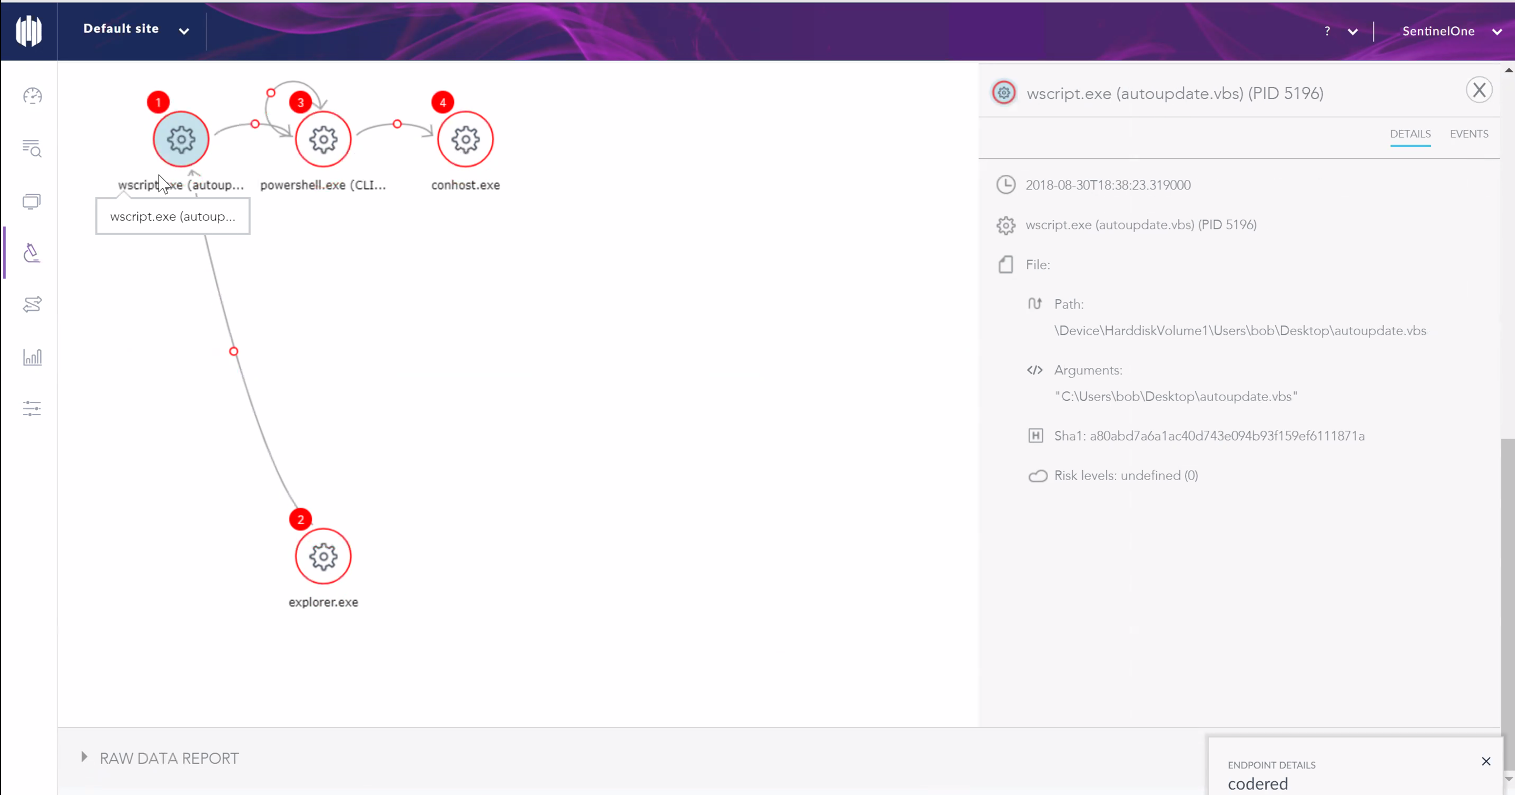 Default site
?
SentinelOne
1
3
4
wscript.exe (autoup...
powershell.exe (CLI...
conhost.exe
wscript.exe (autoup...
2
explorer.exe
wscript.exe (autoupdate.vbs) (PID 5196)
X
DETAILS
EVENTS
2018-08-30T18:38:23.319000
wscript.exe (autoupdate.vbs) (PID 5196)
File:
Path:
\Device\HarddiskVolume1\Users\bob\Desktop\autoupdate.vbs
</> Arguments:
"C:\Users\bob\Desktop\autoupdate.vbs"
H Sha1: a80abd7a6a1ac40d743e094b93f159ef6111871a
Risk levels: undefined (0)
RAW DATA REPORT
ENDPOINT DETAILS
codered